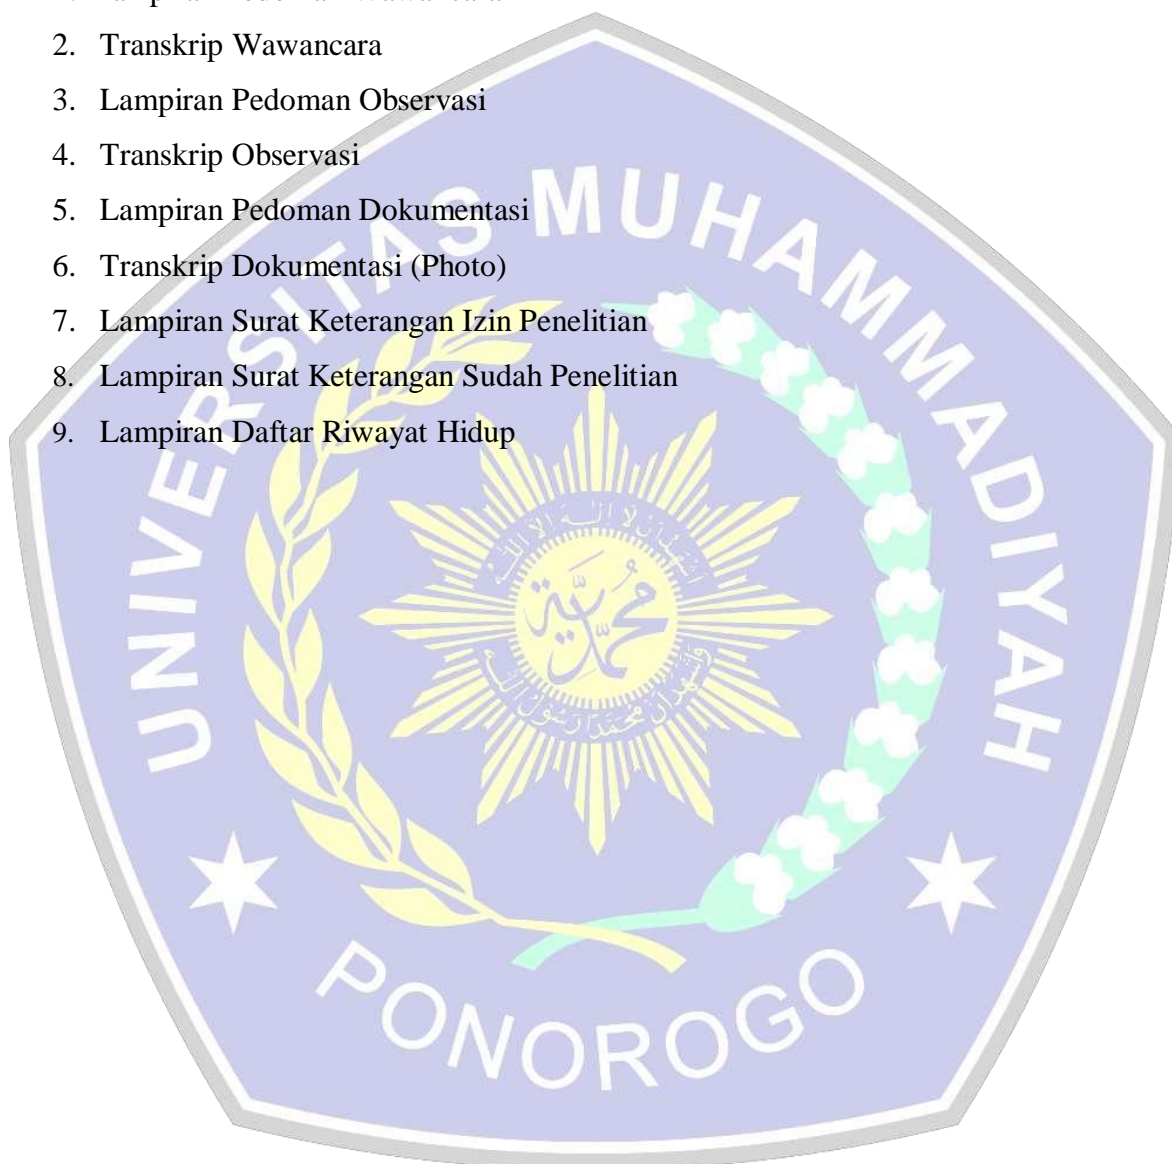 2. Transkrip Wawancara
3. Lampiran Pedoman Observasi
4. Transkrip Observasi
5. Lampiran Pedoman Dokumentasi
6. Transkrip Dokumentasi (Photo)
7. Lampiran Surat Keterangan Izin Penelitian
8. Lampiran Surat Keterangan Sudah Penelitian
9. Lampiran Daftar Riwayat Hidup
UNIVERSITAS MUHAMMADIYAH
محمدية
PONOROGO